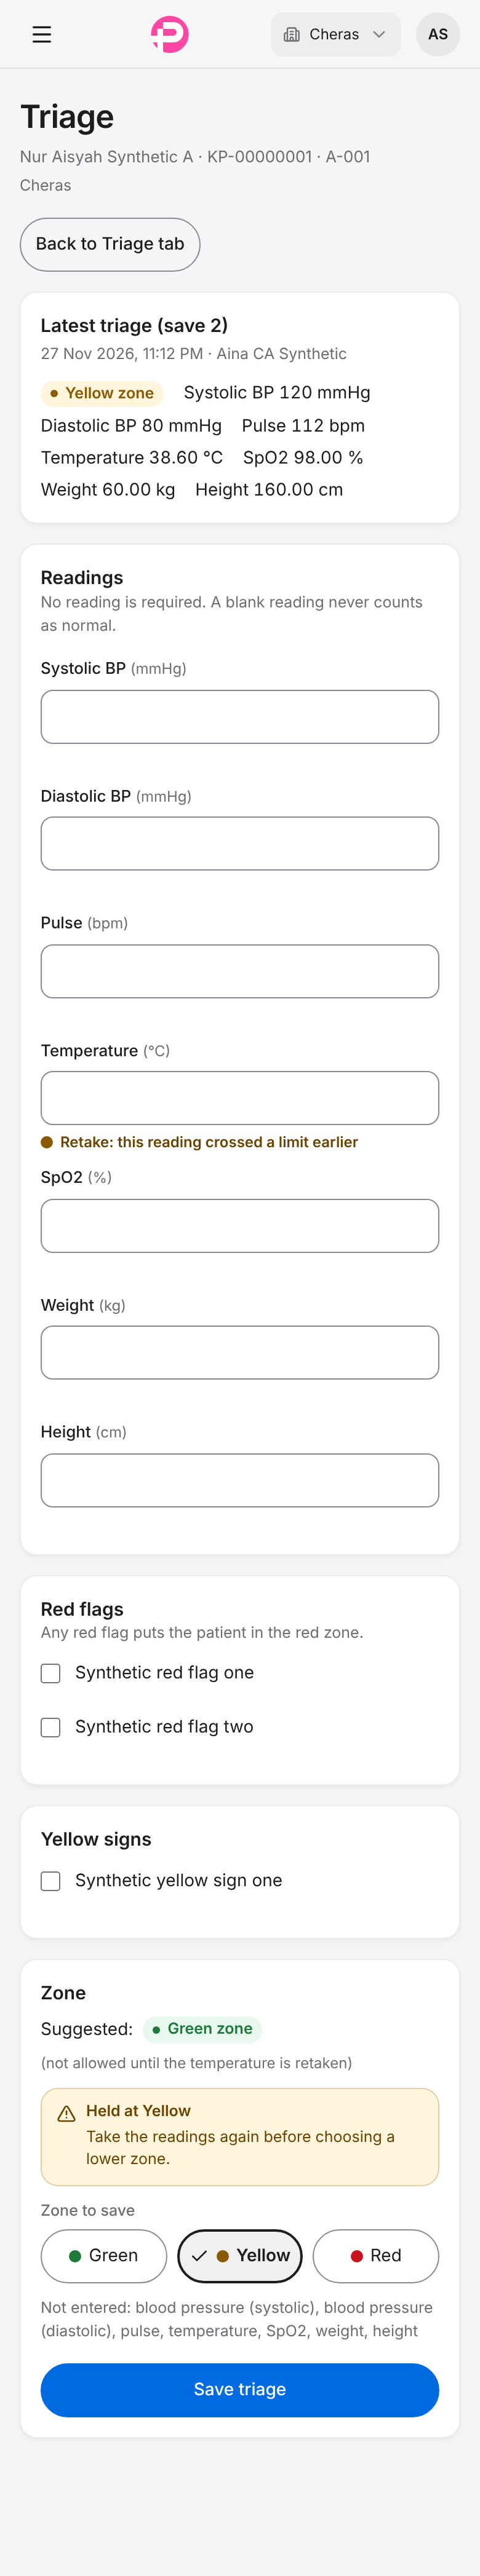 Cheras
AS
Triage
Nur Aisyah Synthetic A · KP-00000001 · A-001
Cheras
Back to Triage tab
Latest triage (save 2)
27 Nov 2026, 11:12 PM · Aina CA Synthetic
Yellow zone Systolic BP 120 mmHg
Diastolic BP 80 mmHg Pulse 112 bpm
Temperature 38.60 °C SpO2 98.00 %
Weight 60.00 kg Height 160.00 cm
Readings
No reading is required. A blank reading never counts
as normal.
Systolic BP (mmHg)
Diastolic BP (mmHg)
Pulse (bpm)
Temperature (°C)
Retake: this reading crossed a limit earlier
SpO2 (%)
Weight (kg)
Height (cm)
Red flags
Any red flag puts the patient in the red zone.
Synthetic red flag one
Synthetic red flag two
Yellow signs
Synthetic yellow sign one
Zone
Suggested: Green zone
(not allowed until the temperature is retaken)
Held at Yellow
Take the readings again before choosing a
lower zone.
Zone to save
Green Yellow Red
Not entered: blood pressure (systolic), blood pressure
(diastolic), pulse, temperature, SpO2, weight, height
Save triage